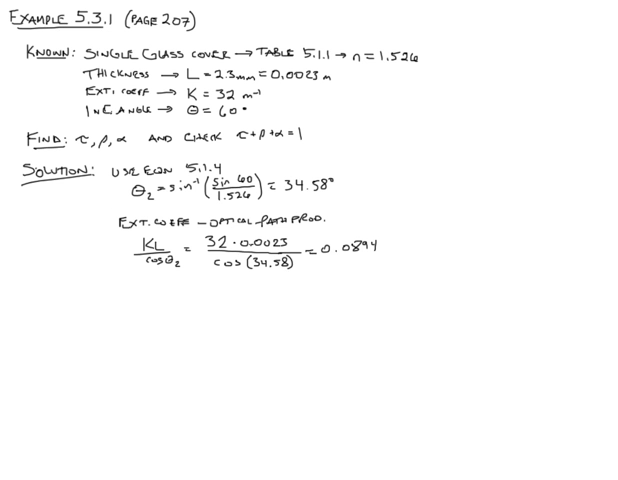 EXAMPLE 5.3.1 (PAGE 207)
KNOWN: SINGLE GLASS COVER → TABLE 5.1.1 → n = 1.526
THICKNESS → L = 2.3mm = 0.0023 m
EXT. COEFF → K = 32 m⁻¹
INC ANGLE → θ = 60°
FIND: τ, ρ, α AND CHECK τ+ρ+α = 1
SOLUTION: USE EQN 5.1.4
θ₂ = sin⁻¹(sin 60 / 1.526) = 34.58°
EXT. COEFF - OPTICAL PATH PROD.
KL / cosθ₂ = 32 · 0.0023 / cos(34.58) = 0.0894